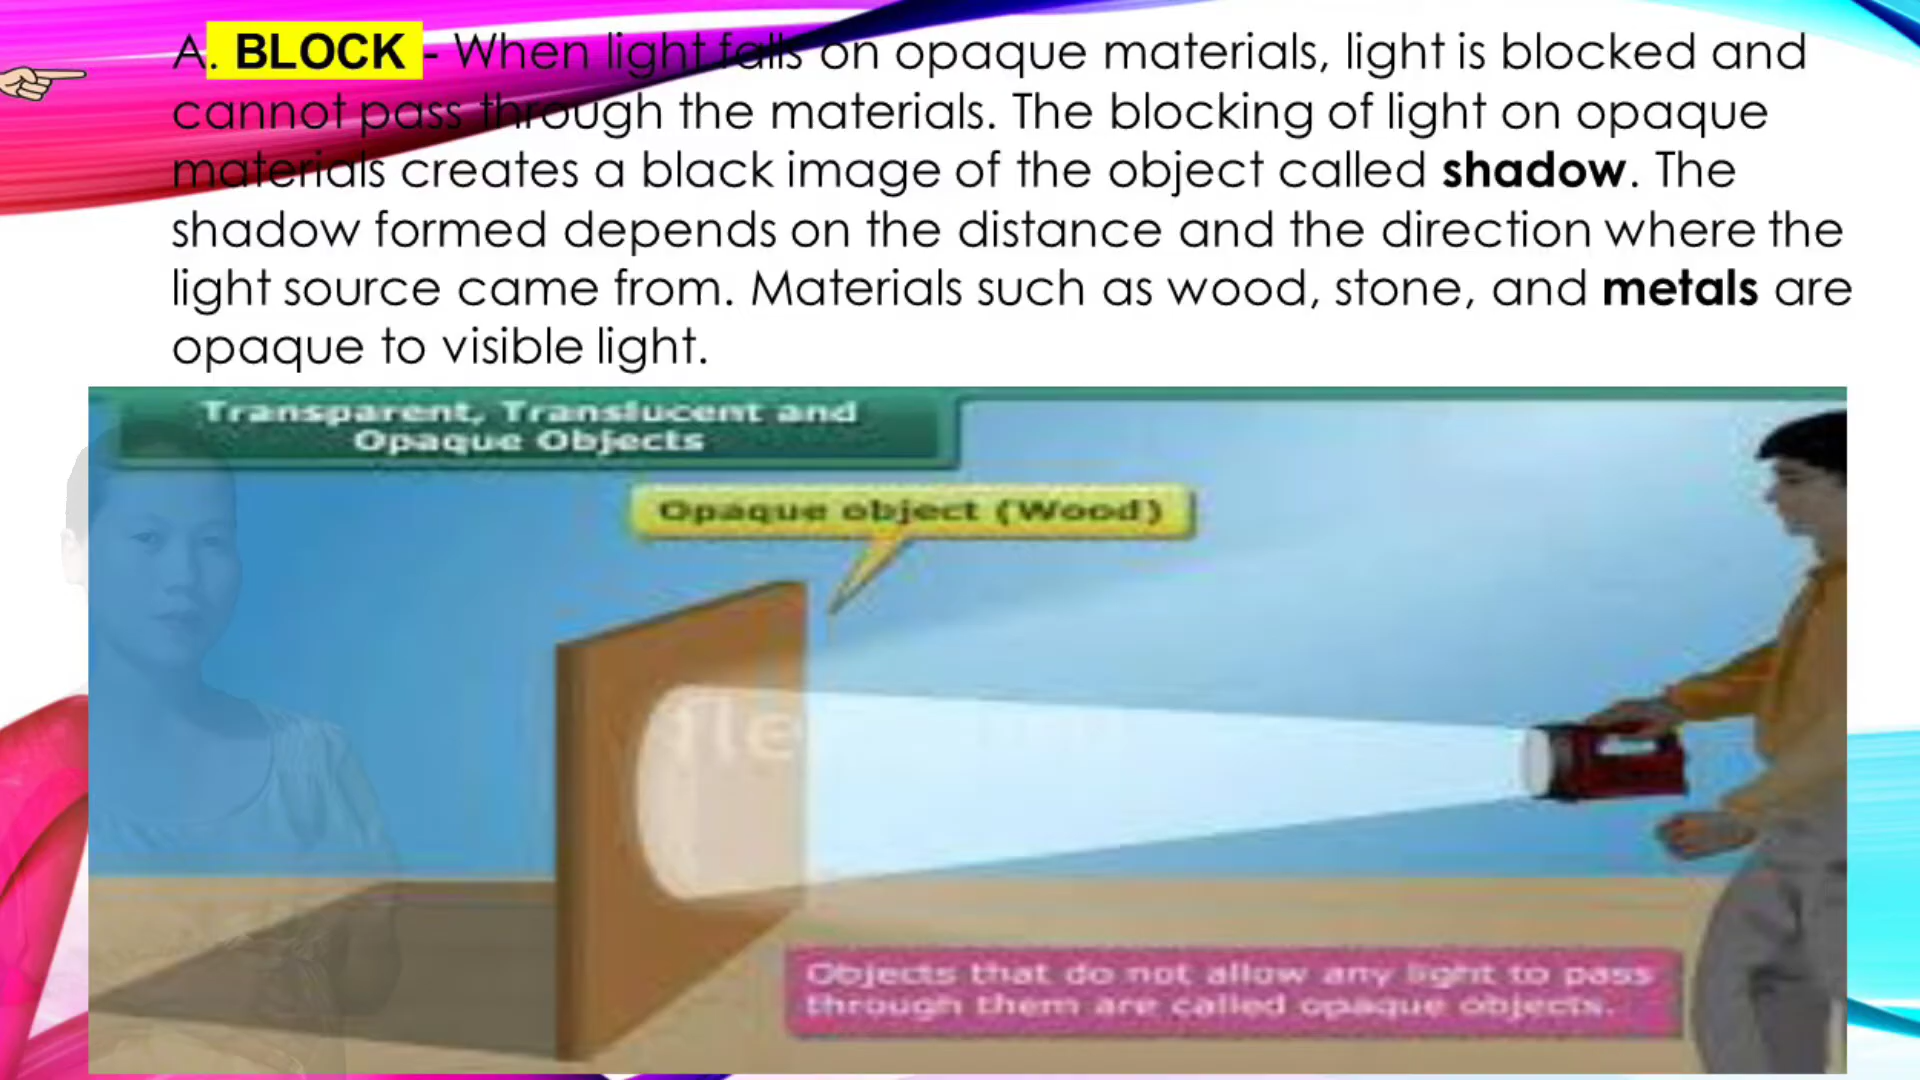 A. BLOCK - When light falls on opaque materials, light is blocked and
cannot pass through the materials. The blocking of light on opaque
materials creates a black image of the object called shadow. The
shadow formed depends on the distance and the direction where the
light source came from. Materials such as wood, stone, and metals are
opaque to visible light.
Transparent, Translucent and
Opaque Objects
Opaque object (Wood)
Objects that do not allow any light to pass
through them are called opaque objects.